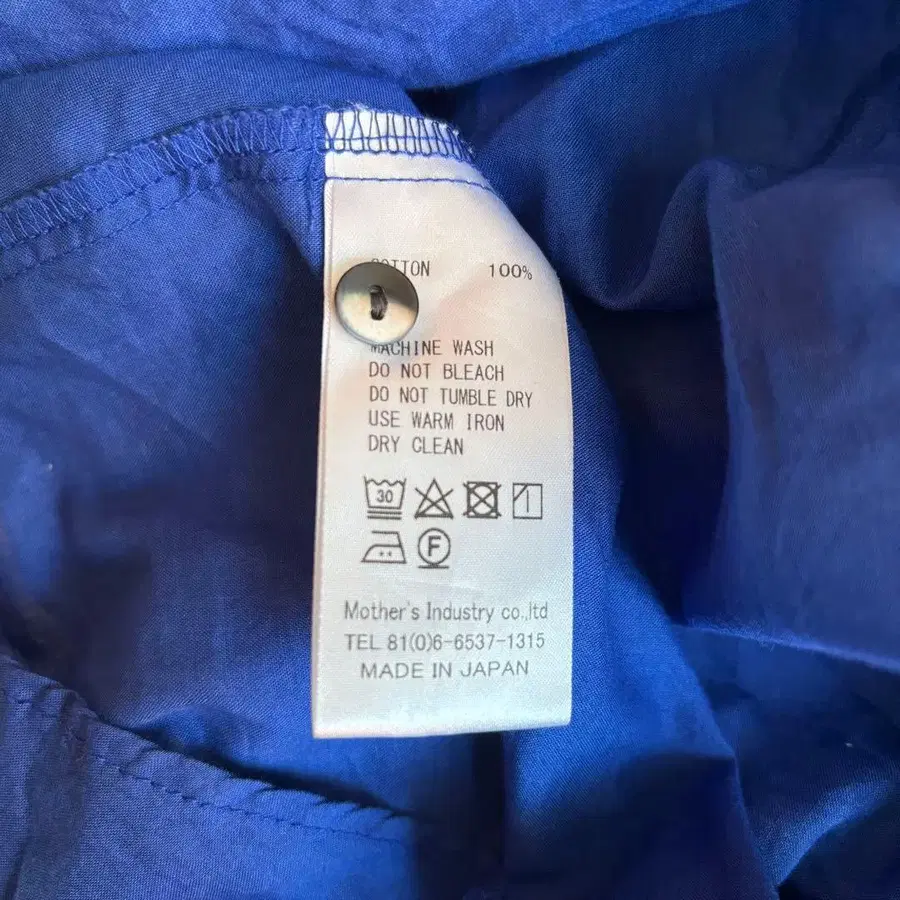 COTTON 100%
MACHINE WASH
DO NOT BLEACH
DO NOT TUMBLE DRY
USE WARM IRON
DRY CLEAN
30
F
Mother's Industry co.,ltd
TEL 81(0)6-6537-1315
MADE IN JAPAN